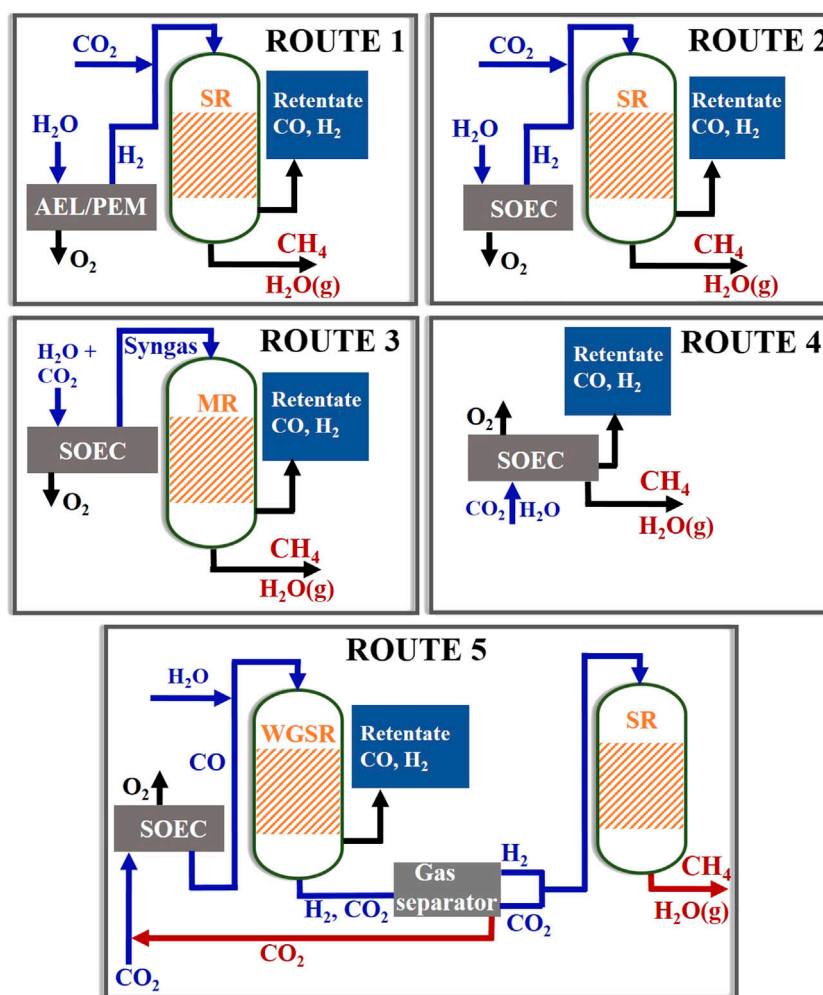 ROUTE 1
CO₂
SR
Retentate
CO, H₂
H₂O
H₂
AEL/PEM
O₂
CH₄
H₂O(g)
ROUTE 2
CO₂
SR
Retentate
CO, H₂
H₂O
H₂
SOEC
O₂
CH₄
H₂O(g)
ROUTE 3
H₂O +
CO₂
Syngas
MR
Retentate
CO, H₂
SOEC
O₂
CH₄
H₂O(g)
ROUTE 4
Retentate
CO, H₂
O₂
SOEC
CO₂ H₂O
CH₄
H₂O(g)
ROUTE 5
H₂O
WGSR
Retentate
CO, H₂
SR
CO
O₂
SOEC
Gas
separator
H₂
H₂, CO₂
CO₂
CH₄
H₂O(g)
CO₂
CO₂